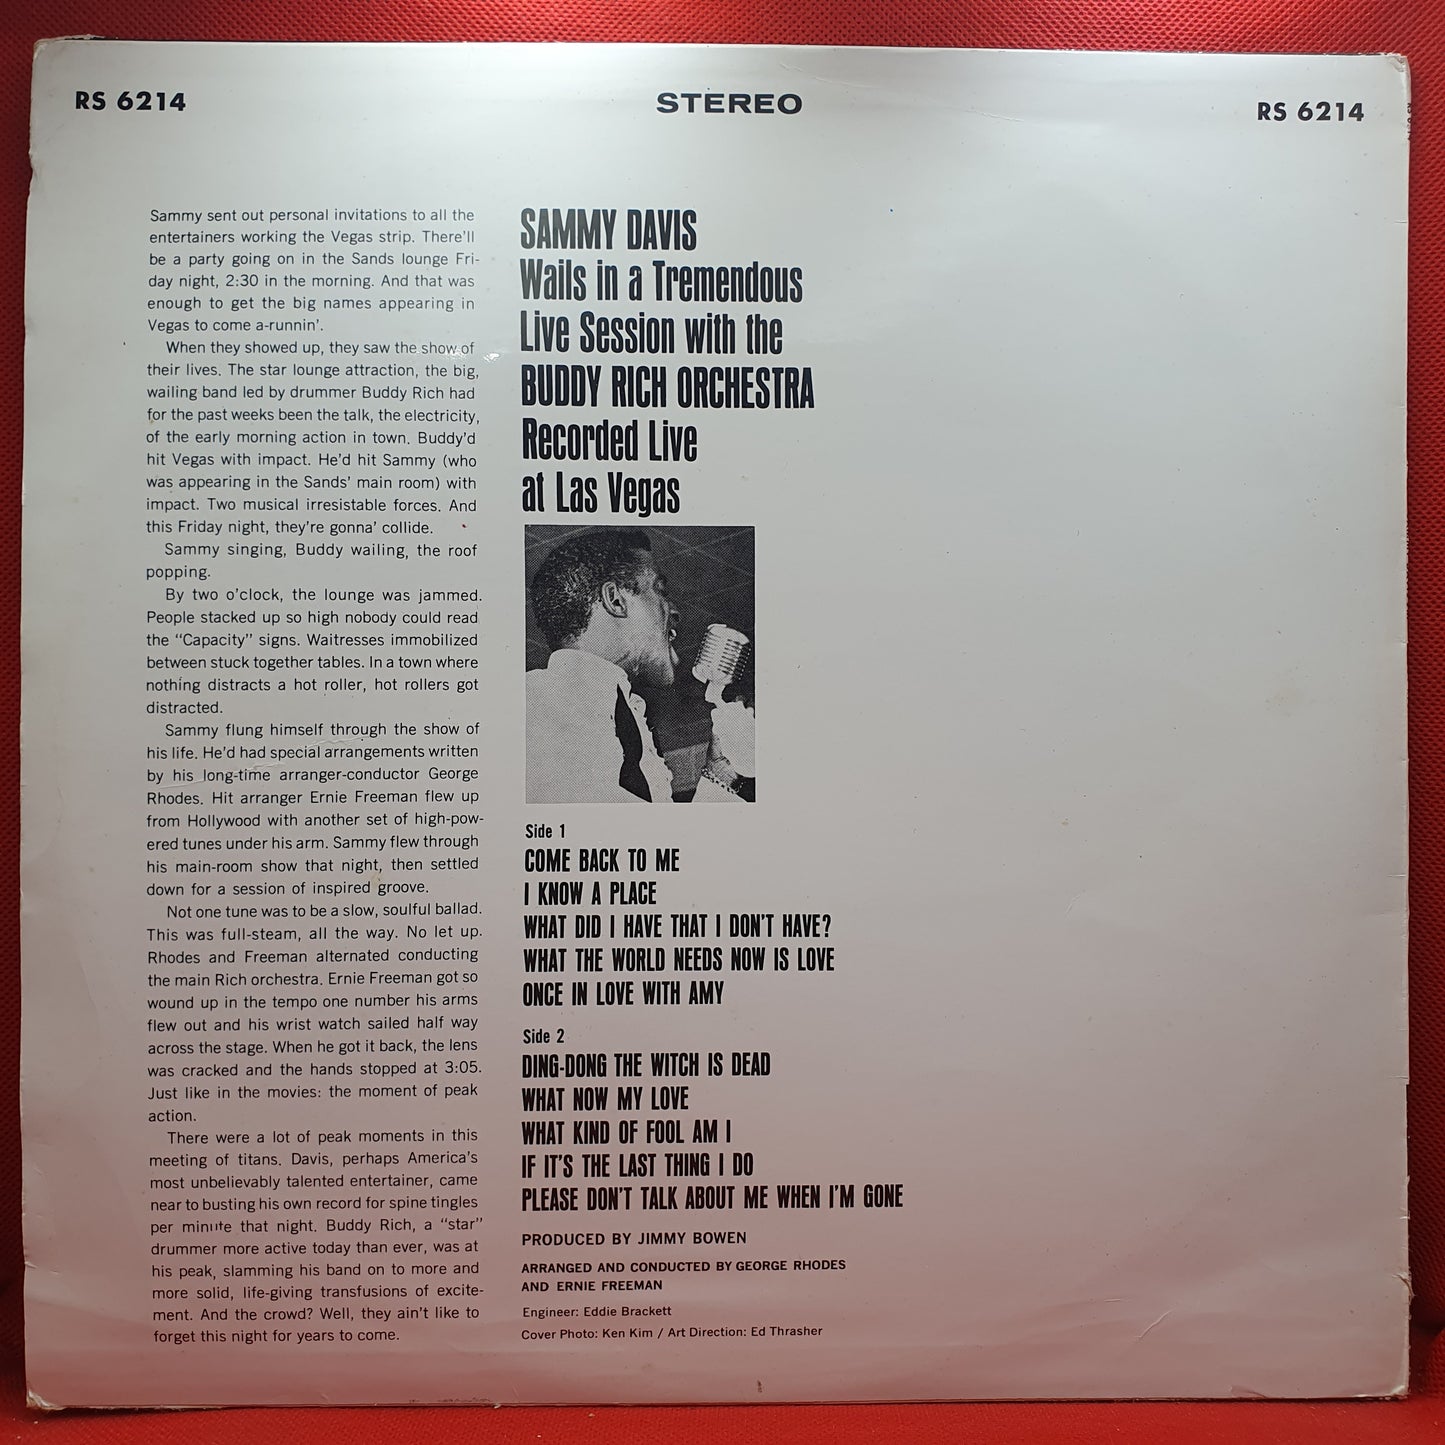 RS 6214
STEREO
RS 6214
Sammy sent out personal invitations to all the
entertainers working the Vegas strip. There'll
be a party going on in the Sands lounge Fri-
day night, 2:30 in the morning. And that was
enough to get the big names appearing in
Vegas to come a-runnin'.
When they showed up, they saw the show of
their lives. The star lounge attraction, the big,
wailing band led by drummer Buddy Rich had
for the past weeks been the talk, the electricity,
of the early morning action in town. Buddy'd
hit Vegas with impact. He'd hit Sammy (who
was appearing in the Sands' main room) with
impact. Two musical irresistable forces. And
this Friday night, they're gonna' collide.
Sammy singing, Buddy wailing, the roof
popping.
By two o'clock, the lounge was jammed.
People stacked up so high nobody could read
the "Capacity" signs. Waitresses immobilized
between stuck together tables. In a town where
nothing distracts a hot roller, hot rollers got
distracted.
Sammy flung himself through the show of
his life. He'd had special arrangements written
by his long-time arranger-conductor George
Rhodes. Hit arranger Ernie Freeman flew up
from Hollywood with another set of high-pow-
ered tunes under his arm. Sammy flew through
his main-room show that night, then settled
down for a session of inspired groove.
Not one tune was to be a slow, soulful ballad.
This was full-steam, all the way. No let up.
Rhodes and Freeman alternated conducting
the main Rich orchestra. Ernie Freeman got so
wound up in the tempo one number his arms
flew out and his wrist watch sailed half way
across the stage. When he got it back, the lens
was cracked and the hands stopped at 3:05.
Just like in the movies: the moment of peak
action.
There were a lot of peak moments in this
meeting of titans. Davis, perhaps America's
most unbelievably talented entertainer, came
near to busting his own record for spine tingles
per minute that night. Buddy Rich, a "star"
drummer more active today than ever, was at
his peak, slamming his band on to more and
more solid, life-giving transfusions of excite-
ment. And the crowd? Well, they ain't like to
forget this night for years to come.
SAMMY DAVIS
Wails in a Tremendous
Live Session with the
BUDDY RICH ORCHESTRA
Recorded Live
at Las Vegas
Side 1
COME BACK TO ME
I KNOW A PLACE
WHAT DID I HAVE THAT I DON'T HAVE?
WHAT THE WORLD NEEDS NOW IS LOVE
ONCE IN LOVE WITH AMY
Side 2
DING-DONG THE WITCH IS DEAD
WHAT NOW MY LOVE
WHAT KIND OF FOOL AM I
IF IT'S THE LAST THING I DO
PLEASE DON'T TALK ABOUT ME WHEN I'M GONE
PRODUCED BY JIMMY BOWEN
ARRANGED AND CONDUCTED BY GEORGE RHODES
AND ERNIE FREEMAN
Engineer: Eddie Brackett
Cover Photo: Ken Kim / Art Direction: Ed Thrasher